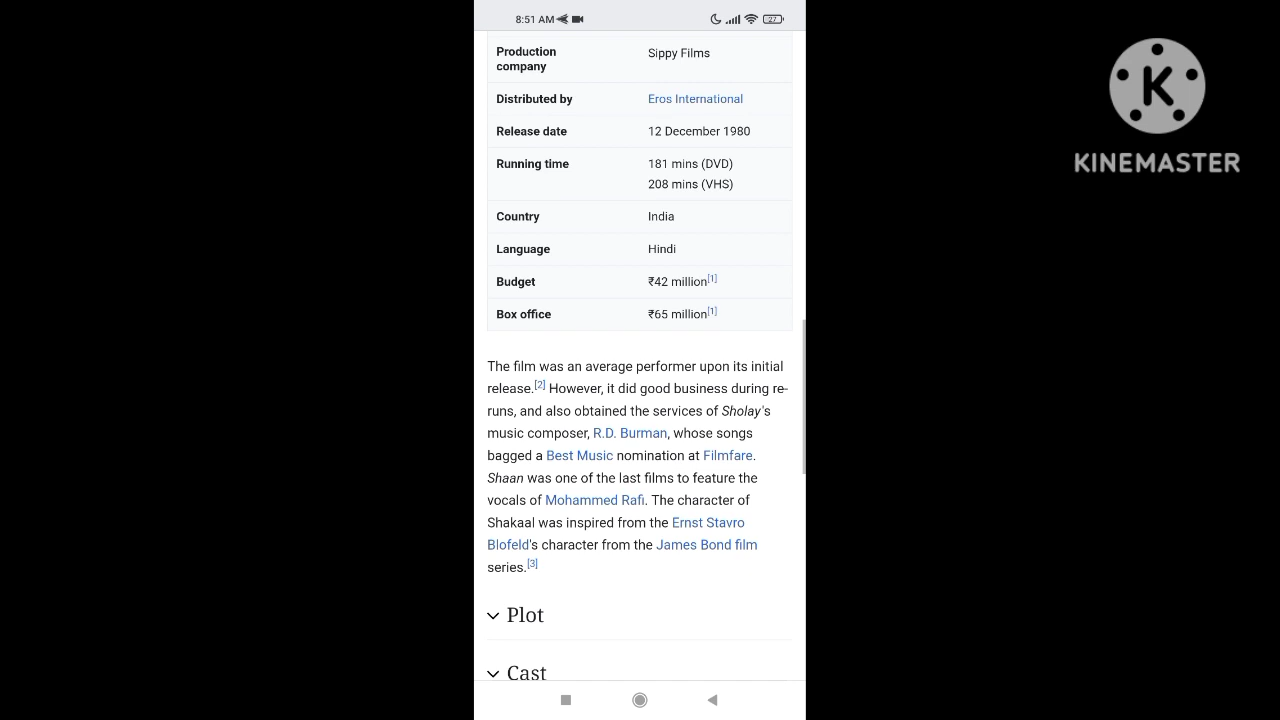 8:51 AM
27
Production
company
Sippy Films
Distributed by
Eros International
Release date
12 December 1980
Running time
181 mins (DVD)
208 mins (VHS)
Country
India
Language
Hindi
Budget
₹42 million[1]
Box office
₹65 million[1]
The film was an average performer upon its initial
release.[2] However, it did good business during re-
runs, and also obtained the services of Sholay's
music composer, R.D. Burman, whose songs
bagged a Best Music nomination at Filmfare.
Shaan was one of the last films to feature the
vocals of Mohammed Rafi. The character of
Shakaal was inspired from the Ernst Stavro
Blofeld's character from the James Bond film
series.[3]
Plot
Cast
K
KINEMASTER